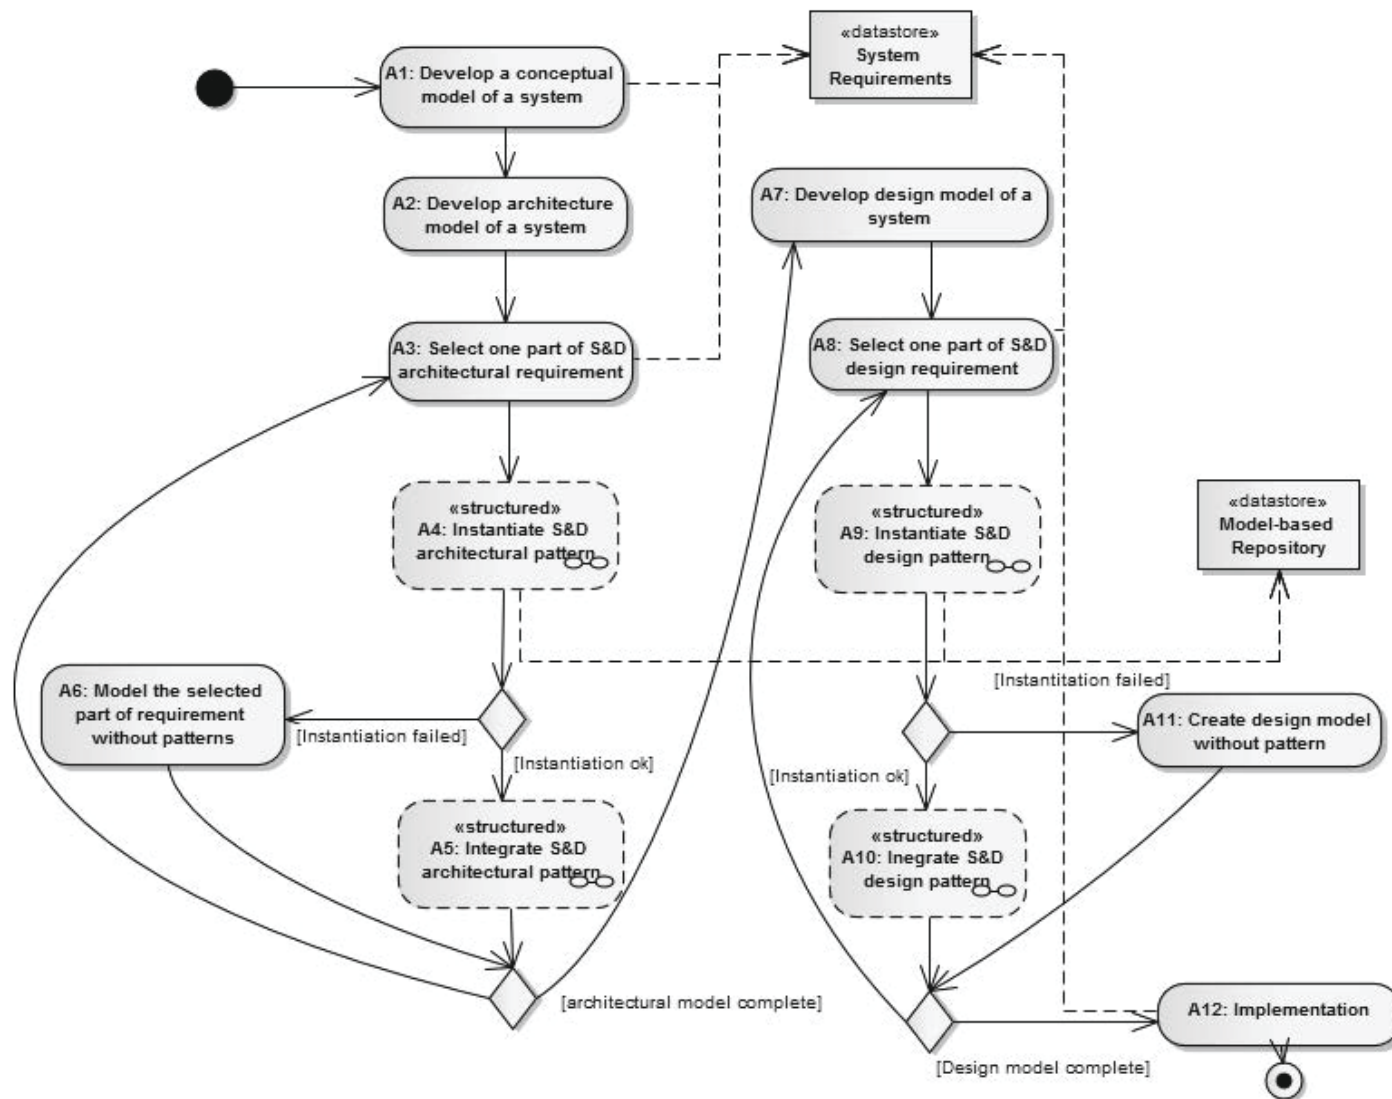 «datastore»
System
Requirements
A1: Develop a conceptual
model of a system
A2: Develop architecture
model of a system
A7: Develop design model of a
system
A3: Select one part of S&D
architectural requirement
A8: Select one part of S&D
design requirement
«structured»
A4: Instantiate S&D
architectural pattern
«structured»
A9: Instantiate S&D
design pattern
«datastore»
Model-based
Repository
A6: Model the selected
part of requirement
without patterns
[Instantiation failed]
[Instantiation ok]
[Instantitation failed]
A11: Create design model
without pattern
[Instantiation ok]
«structured»
A5: Integrate S&D
architectural pattern
«structured»
A10: Inegrate S&D
design pattern
[architectural model complete]
A12: Implementation
[Design model complete]